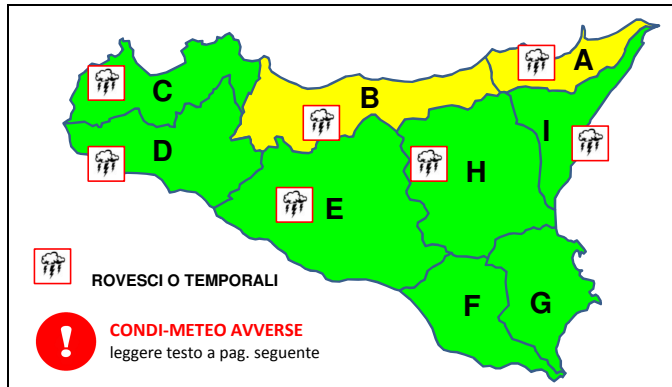 A
C
B
I
D
H
E
ROVESCI O TEMPORALI
F
G
!
CONDI-METEO AVVERSE
leggere testo a pag. seguente